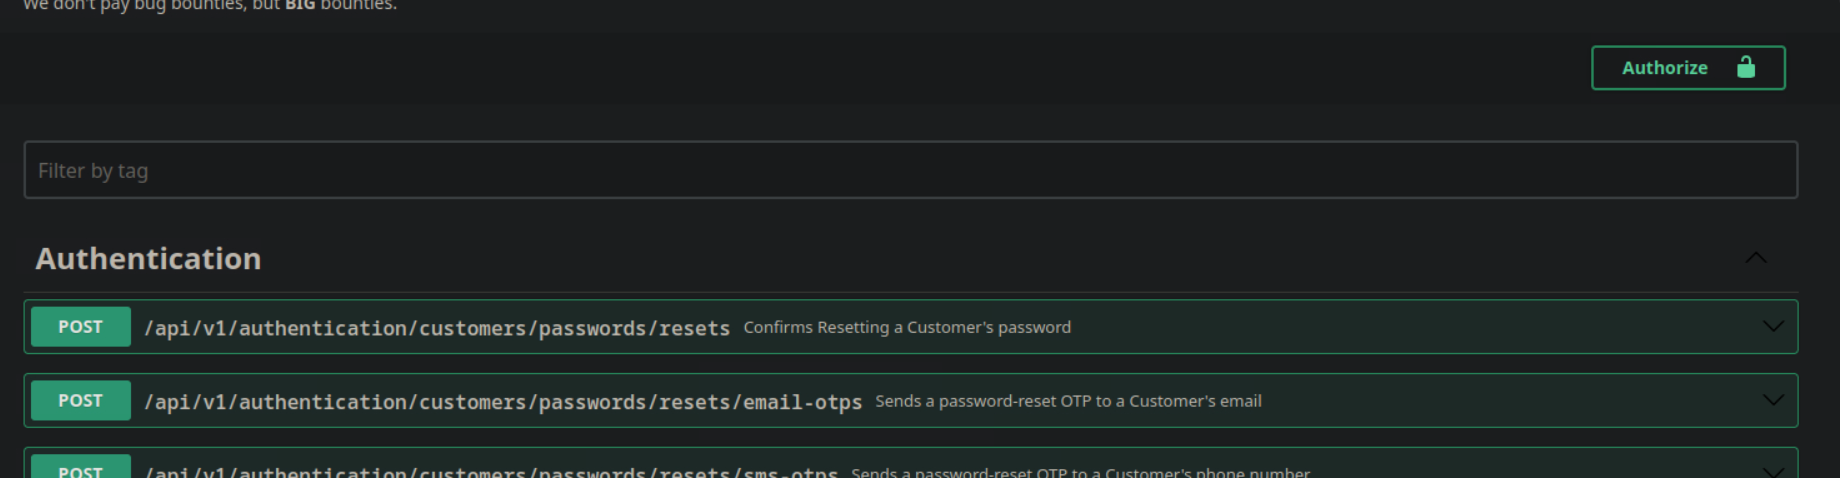 We don't pay bug bounties, but BIG bounties.
Authorize
Filter by tag
Authentication
POST /api/v1/authentication/customers/passwords/resets Confirms Resetting a Customer's password
POST /api/v1/authentication/customers/passwords/resets/email-otps Sends a password-reset OTP to a Customer's email
POST /api/v1/authentication/customers/passwords/resets/sms-otps Sends a password-reset OTP to a Customer's phone number